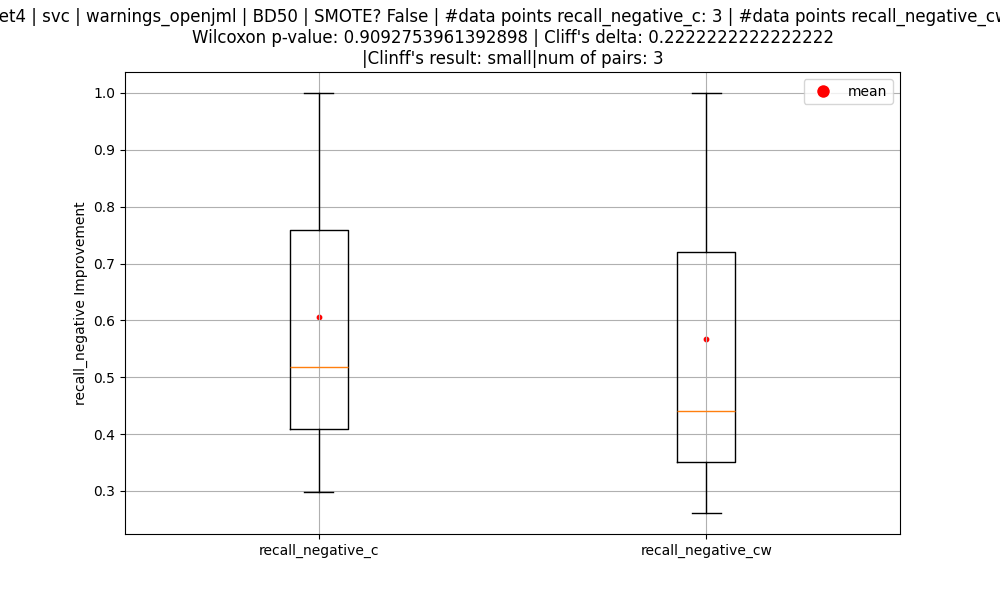 et4 | svc | warnings_openjml | BD50 | SMOTE? False | #data points recall_negative_c: 3 | #data points recall_negative_cw
Wilcoxon p-value: 0.9092753961392898 | Cliff's delta: 0.2222222222222222
|Clinff's result: small|num of pairs: 3
mean
1.0
0.9
0.8
0.7
0.6
0.5
0.4
0.3
recall_negative Improvement
recall_negative_c
recall_negative_cw